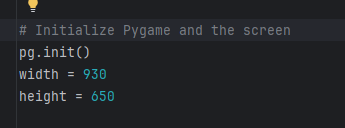 # Initialize Pygame and the screen
pg.init()
width = 930
height = 650